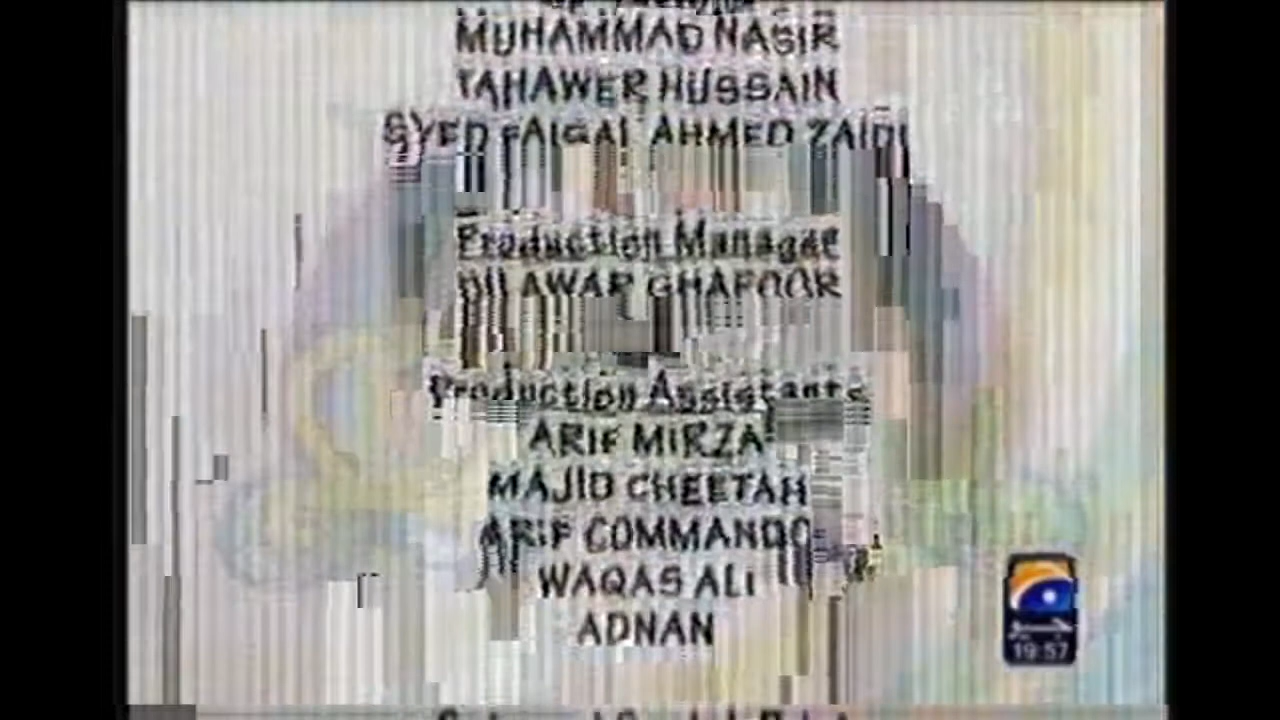 MUHAMMAD NASIR
TAHAWER HUSSAIN
SYED FAISAL AHMED ZAIDI
Production Manager
DILAWAR GHAFOOR
Production Assistants
ARIF MIRZA
MAJID CHEETAH
ARIF COMMANDO
WAQAS ALI
ADNAN
جیو
19:57